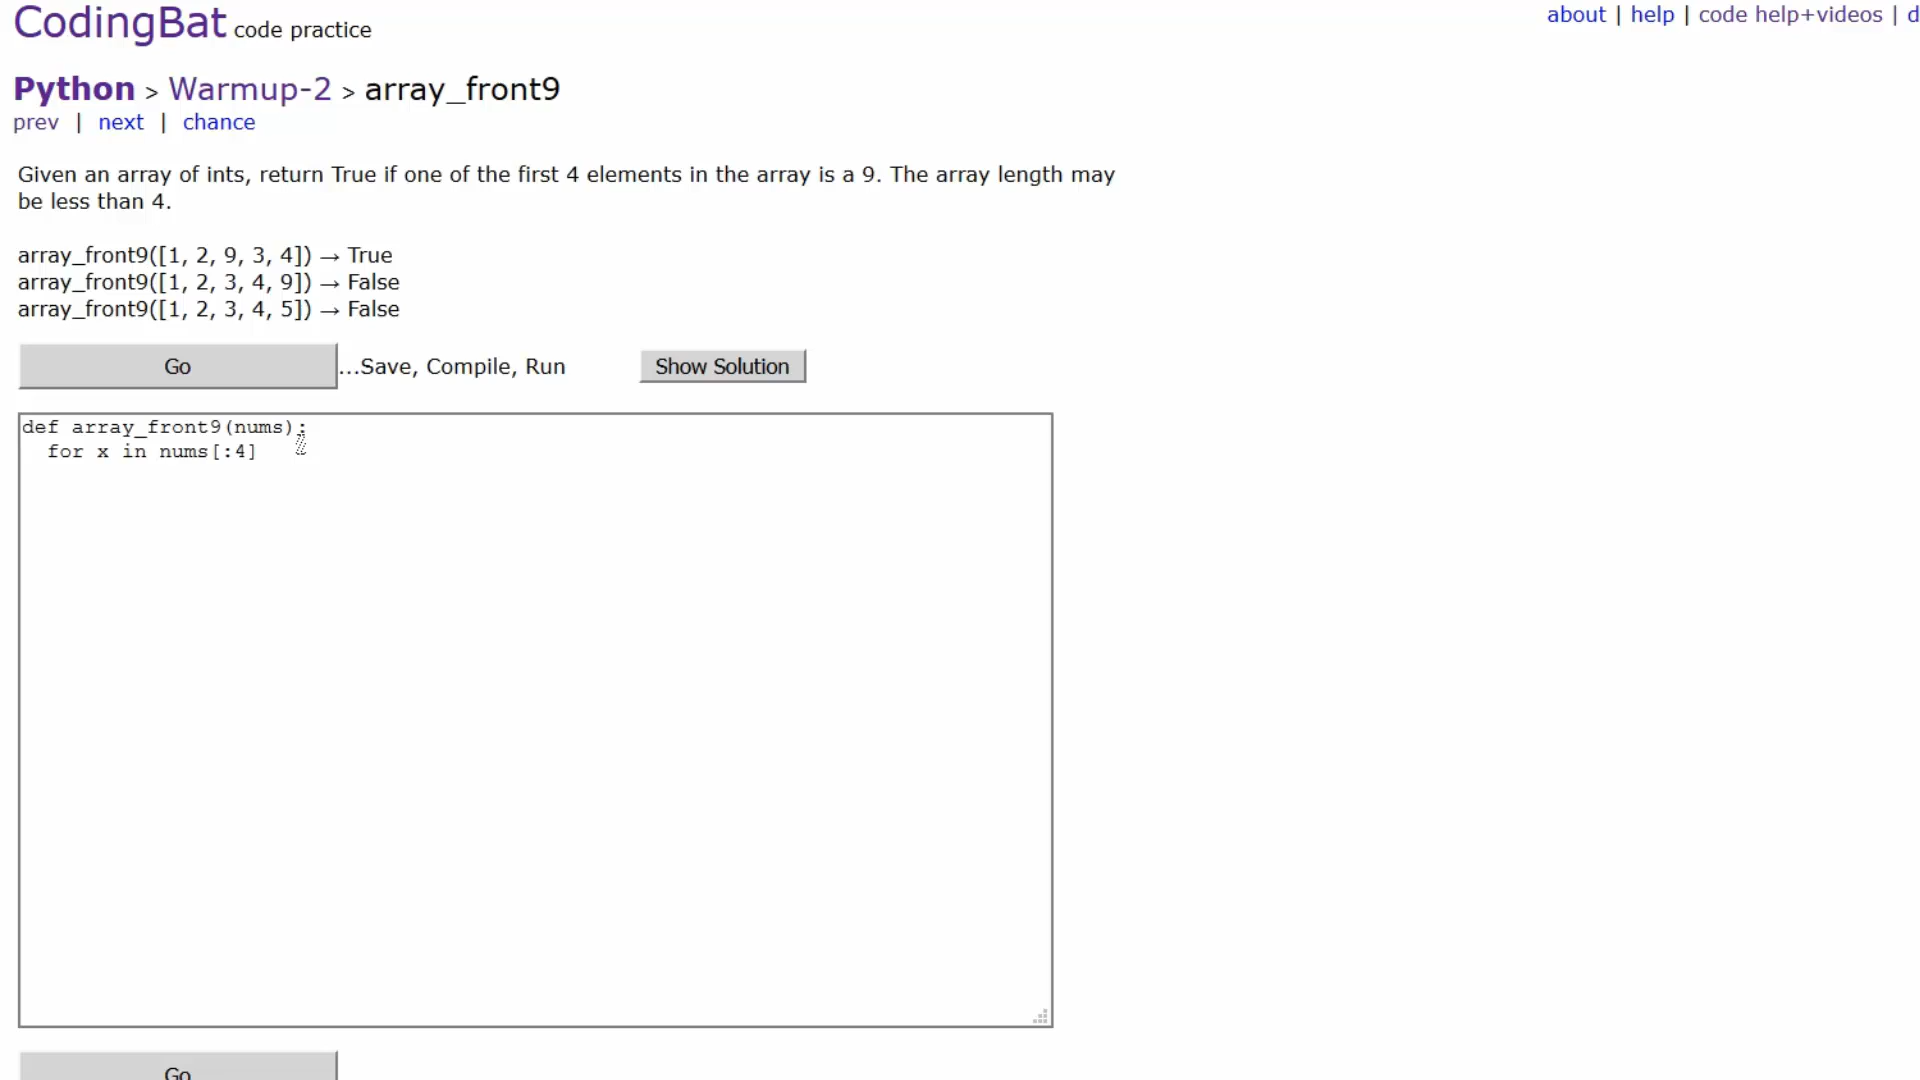 CodingBat code practice
about | help | code help+videos | d
Python > Warmup-2 > array_front9
prev | next | chance
Given an array of ints, return True if one of the first 4 elements in the array is a 9. The array length may
be less than 4.
array_front9([1, 2, 9, 3, 4]) → True
array_front9([1, 2, 3, 4, 9]) → False
array_front9([1, 2, 3, 4, 5]) → False
Go ...Save, Compile, Run Show Solution
def array_front9(nums):
  for x in nums[:4]
Go